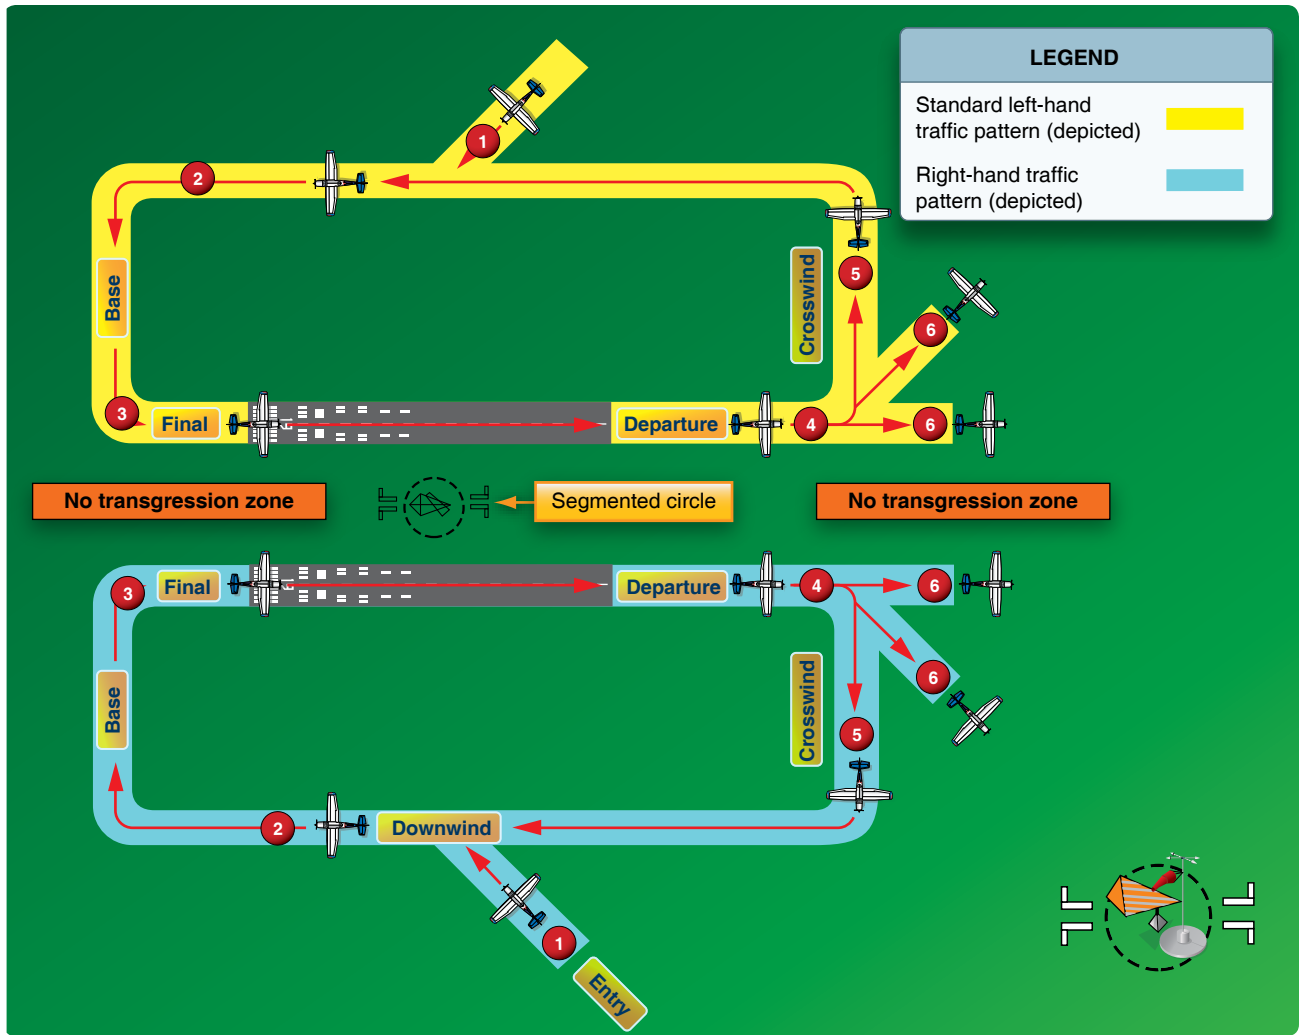 LEGEND
Standard left-hand
traffic pattern (depicted)
Right-hand traffic
pattern (depicted)
1
2
Base
Crosswind
5
6
3
Final
Departure
4
6
No transgression zone
Segmented circle
No transgression zone
3
Final
Departure
4
6
Base
Crosswind
6
5
2
Downwind
1
Entry